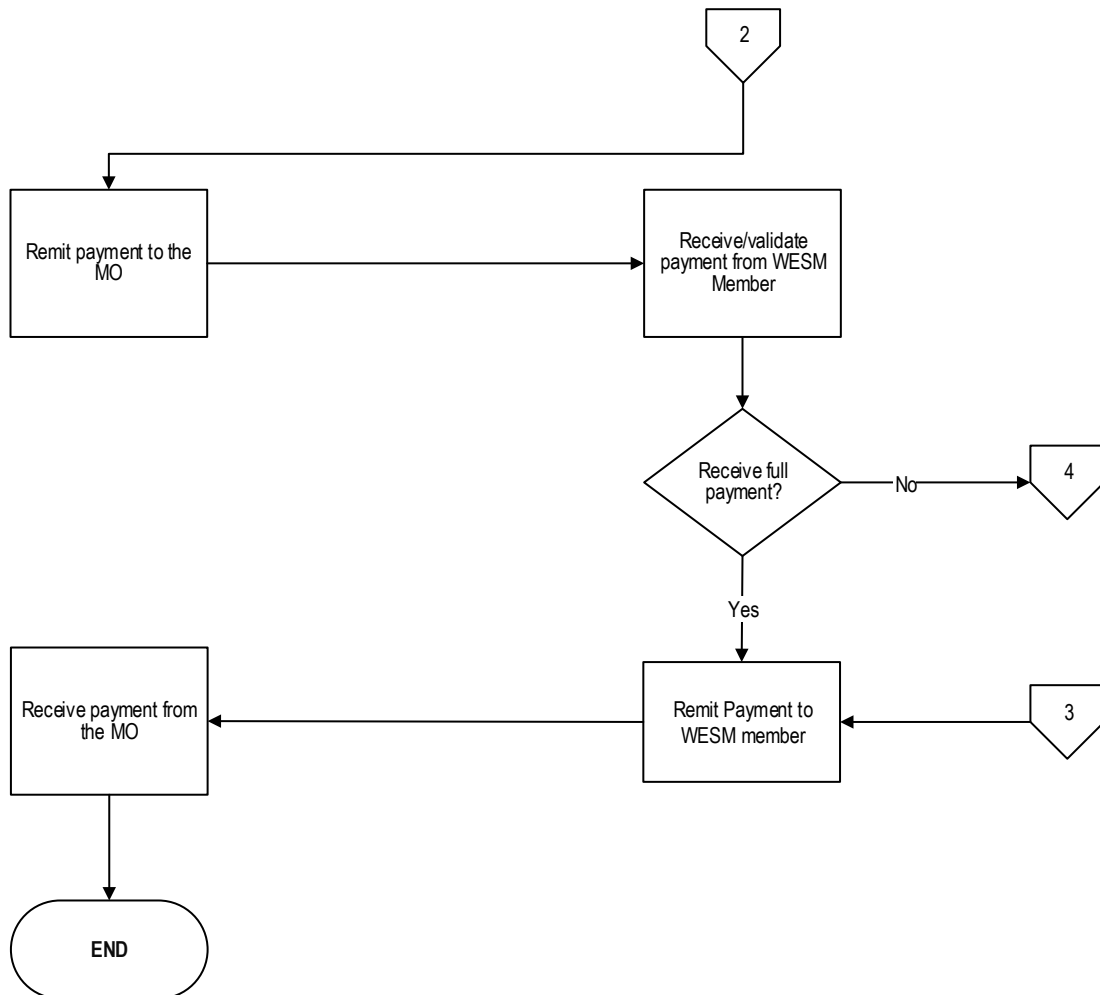 2
Remit payment to the
MO
Receive/validate
payment from WESM
Member
Receive full
payment?
No
4
Yes
Receive payment from
the MO
Remit Payment to
WESM member
3
END